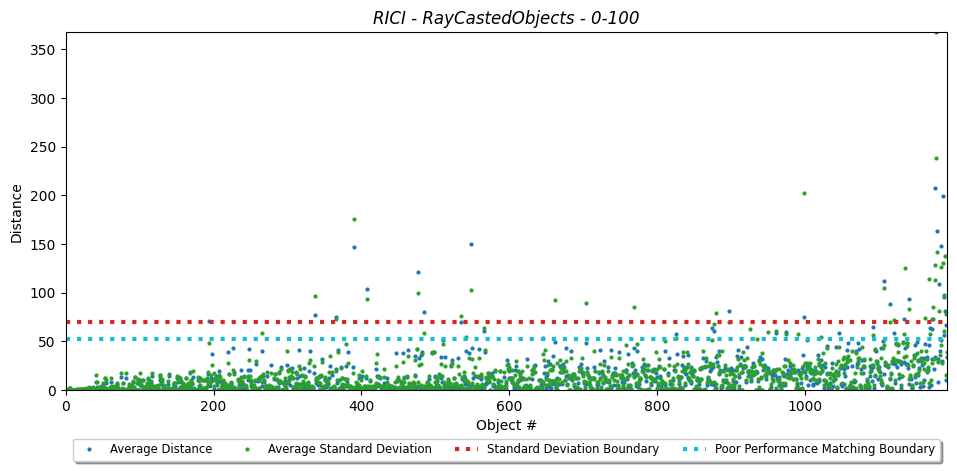 RICI - RayCastedObjects - 0-100
350
300
250
200
150
100
50
0
Distance
0 200 400 600 800 1000
Object #
Average Distance Average Standard Deviation Standard Deviation Boundary Poor Performance Matching Boundary